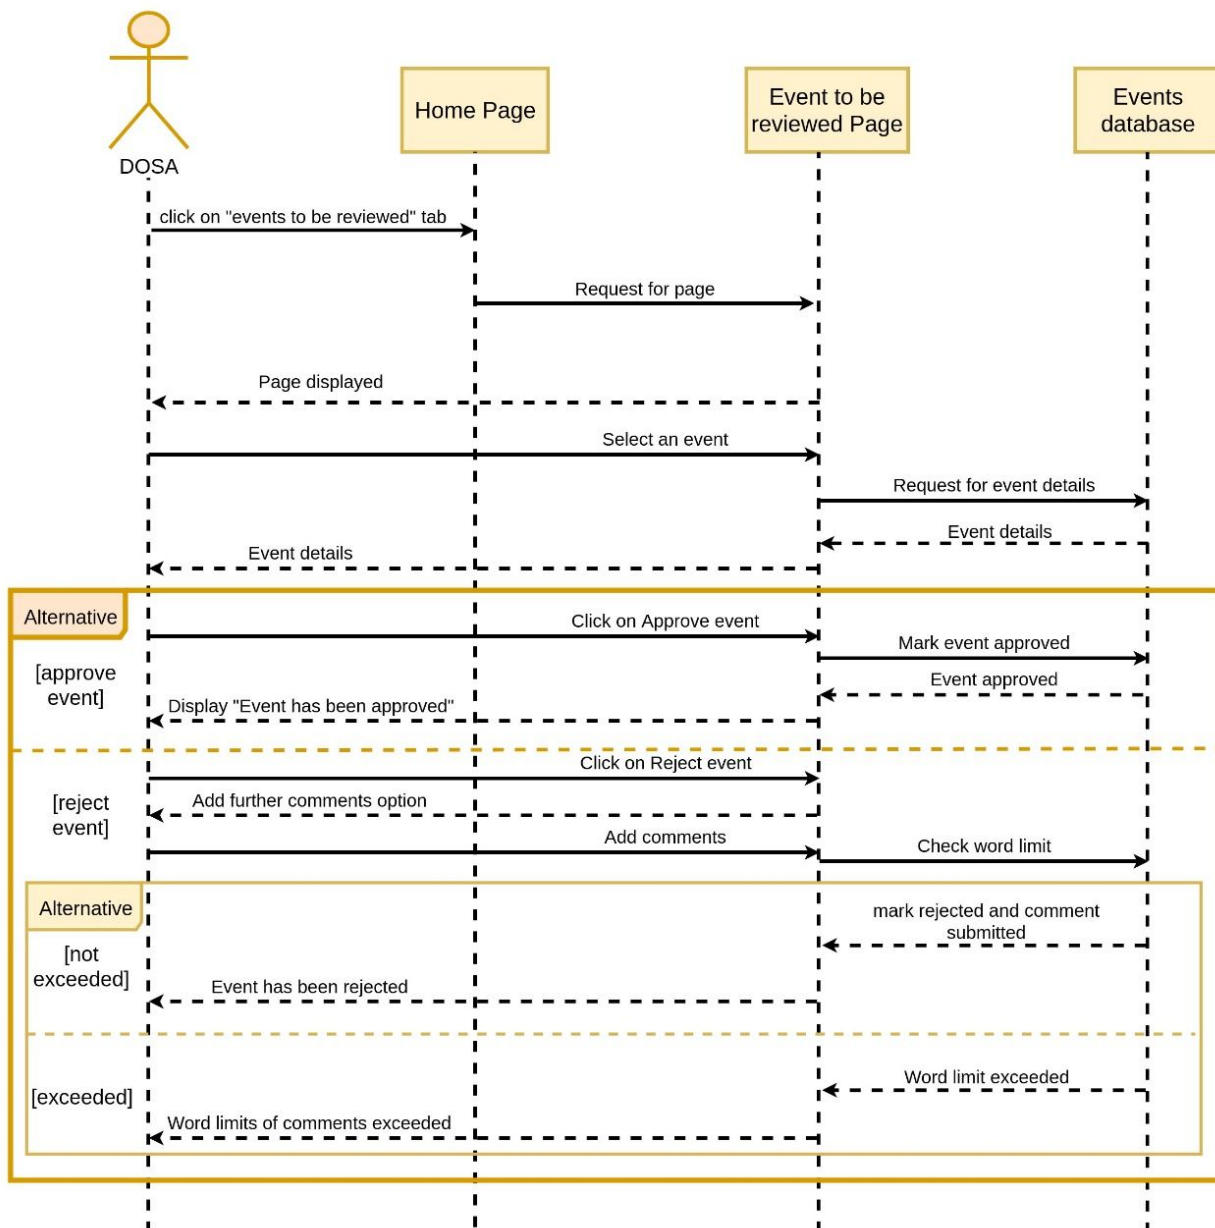 DOSA
Home Page
Event to be
reviewed Page
Events
database
click on "events to be reviewed" tab
Request for page
Page displayed
Select an event
Request for event details
Event details
Event details
Alternative
Click on Approve event
Mark event approved
[approve
event]
Event approved
Display "Event has been approved"
Click on Reject event
[reject
event]
Add further comments option
Add comments
Check word limit
Alternative
mark rejected and comment
submitted
[not
exceeded]
Event has been rejected
Word limit exceeded
[exceeded]
Word limits of comments exceeded